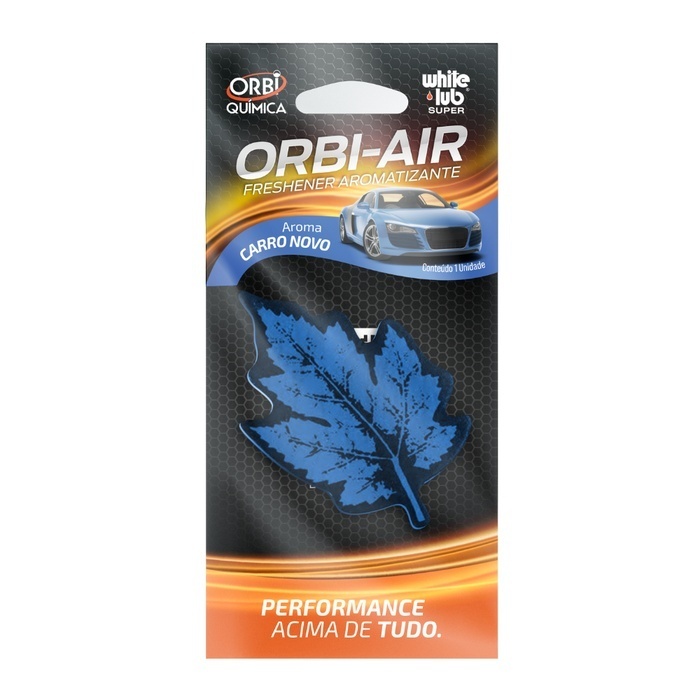 ORBI
QUÍMICA
white
lub
SUPER
ORBI-AIR
FRESHENER AROMATIZANTE
Aroma
CARRO NOVO
Conteúdo 1 Unidade
PERFORMANCE
ACIMA DE TUDO.